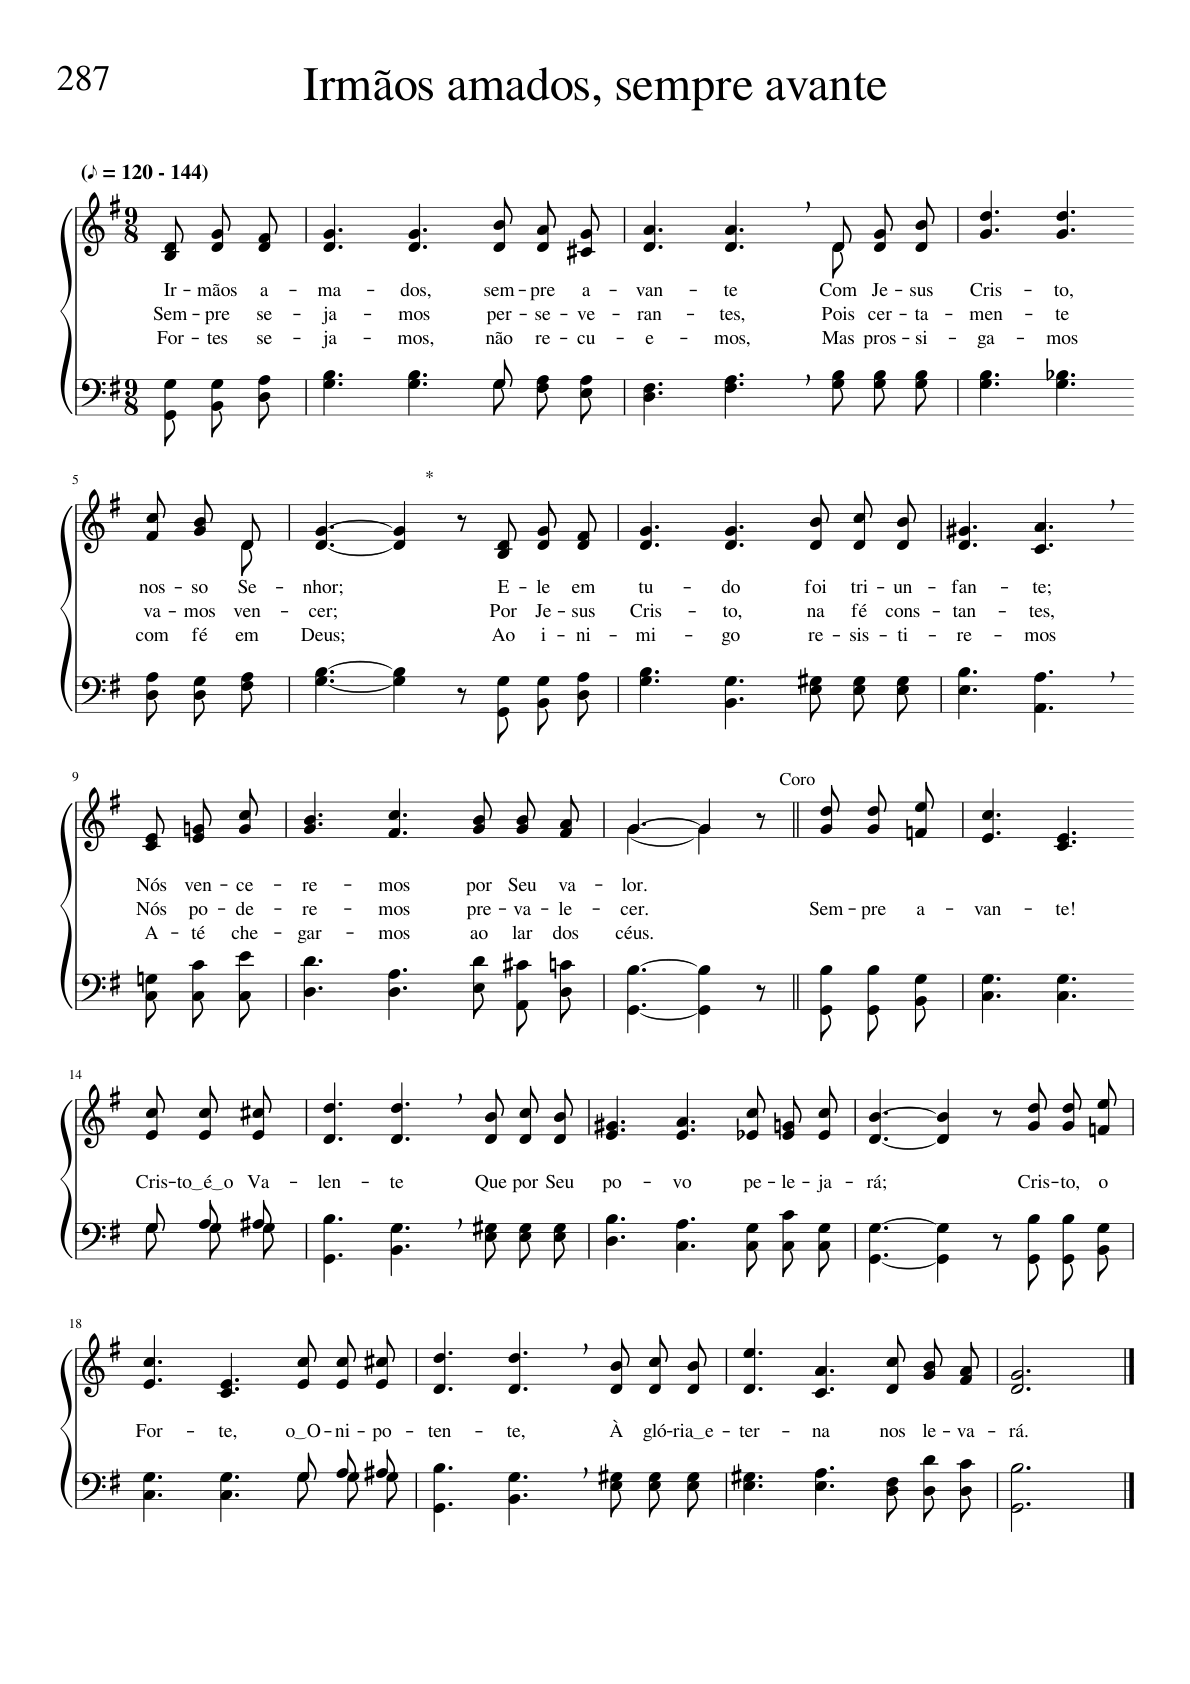 287
Irmãos amados, sempre avante
(♪ = 120 - 144)
Ir – mãos a – ma – dos, sem – pre a – van – te Com Je – sus Cris – to,
Sem – pre se – ja – mos per – se – ve – ran – tes, Pois cer – ta – men – te
For – tes se – ja – mos, não re – cu – e – mos, Mas pros – si – ga – mos
5
*
nos – so Se – nhor; E – le em tu – do foi tri – un – fan – te;
va – mos ven – cer; Por Je – sus Cris – to, na fé cons – tan – tes,
com fé em Deus; Ao i – ni – mi – go re – sis – ti – re – mos
9
Coro
Nós ven – ce – re – mos por Seu va – lor.
Nós po – de – re – mos pre – va – le – cer. Sem – pre a – van – te!
A – té che – gar – mos ao lar dos céus.
14
Cris – to‿é‿o Va – len – te Que por Seu po – vo pe – le – ja – rá; Cris – to, o
18
For – te, o‿O – ni – po – ten – te, À gló – ria‿e – ter – na nos le – va – rá.